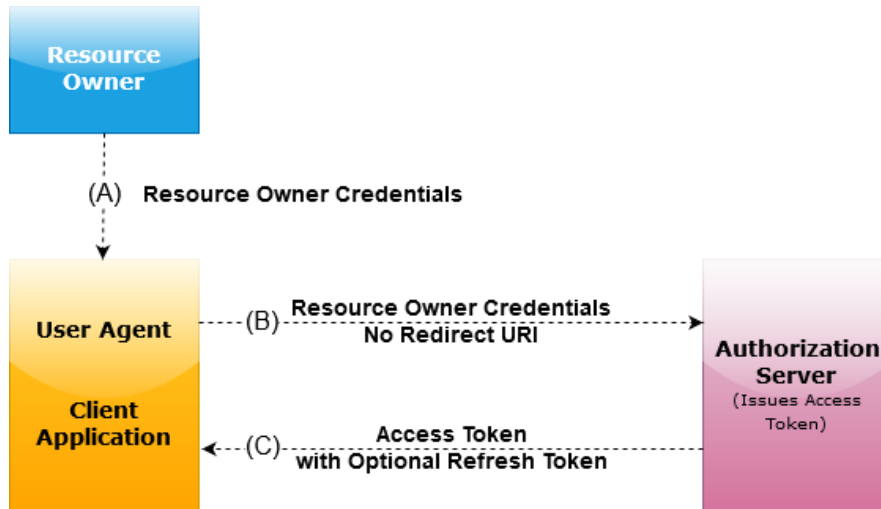 Resource
Owner
(A) Resource Owner Credentials
User Agent
Client
Application
(B)
Resource Owner Credentials
No Redirect URI
(C)
Access Token
with Optional Refresh Token
Authorization
Server
(Issues Access
Token)